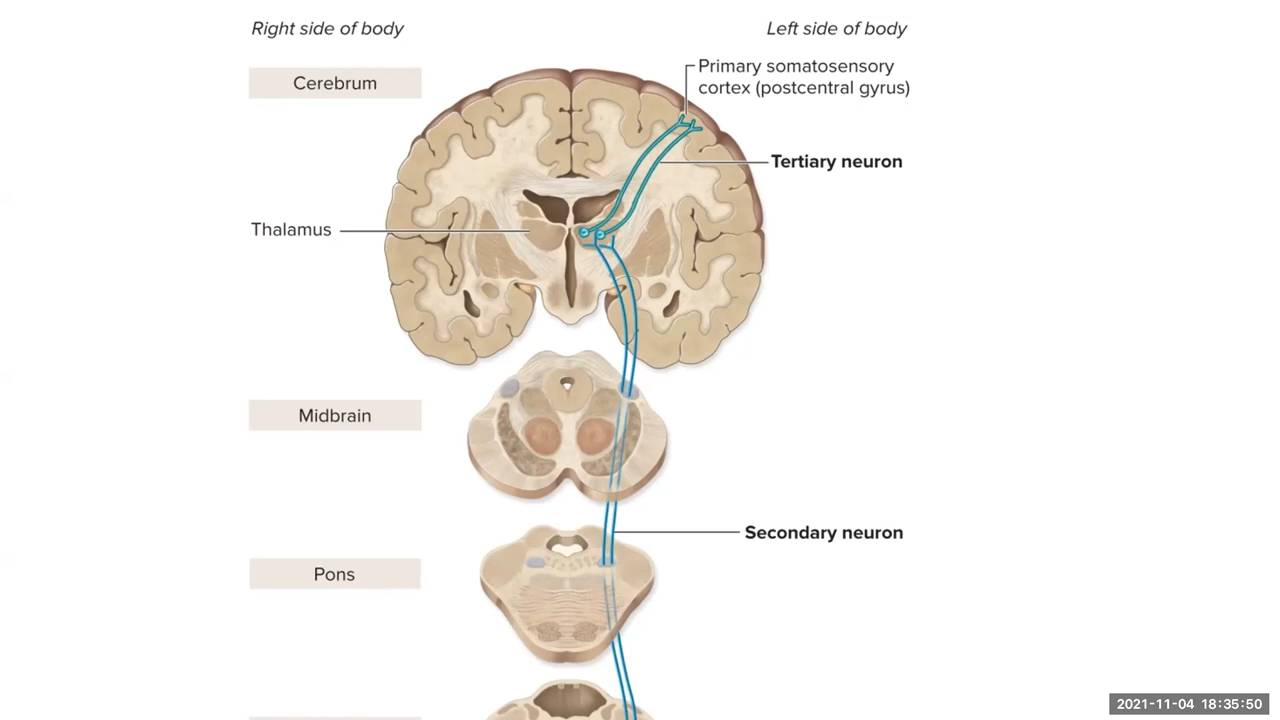 Right side of body
Left side of body
Cerebrum
Primary somatosensory
cortex (postcentral gyrus)
Tertiary neuron
Thalamus
Midbrain
Secondary neuron
Pons
2021-11-04 18:35:50